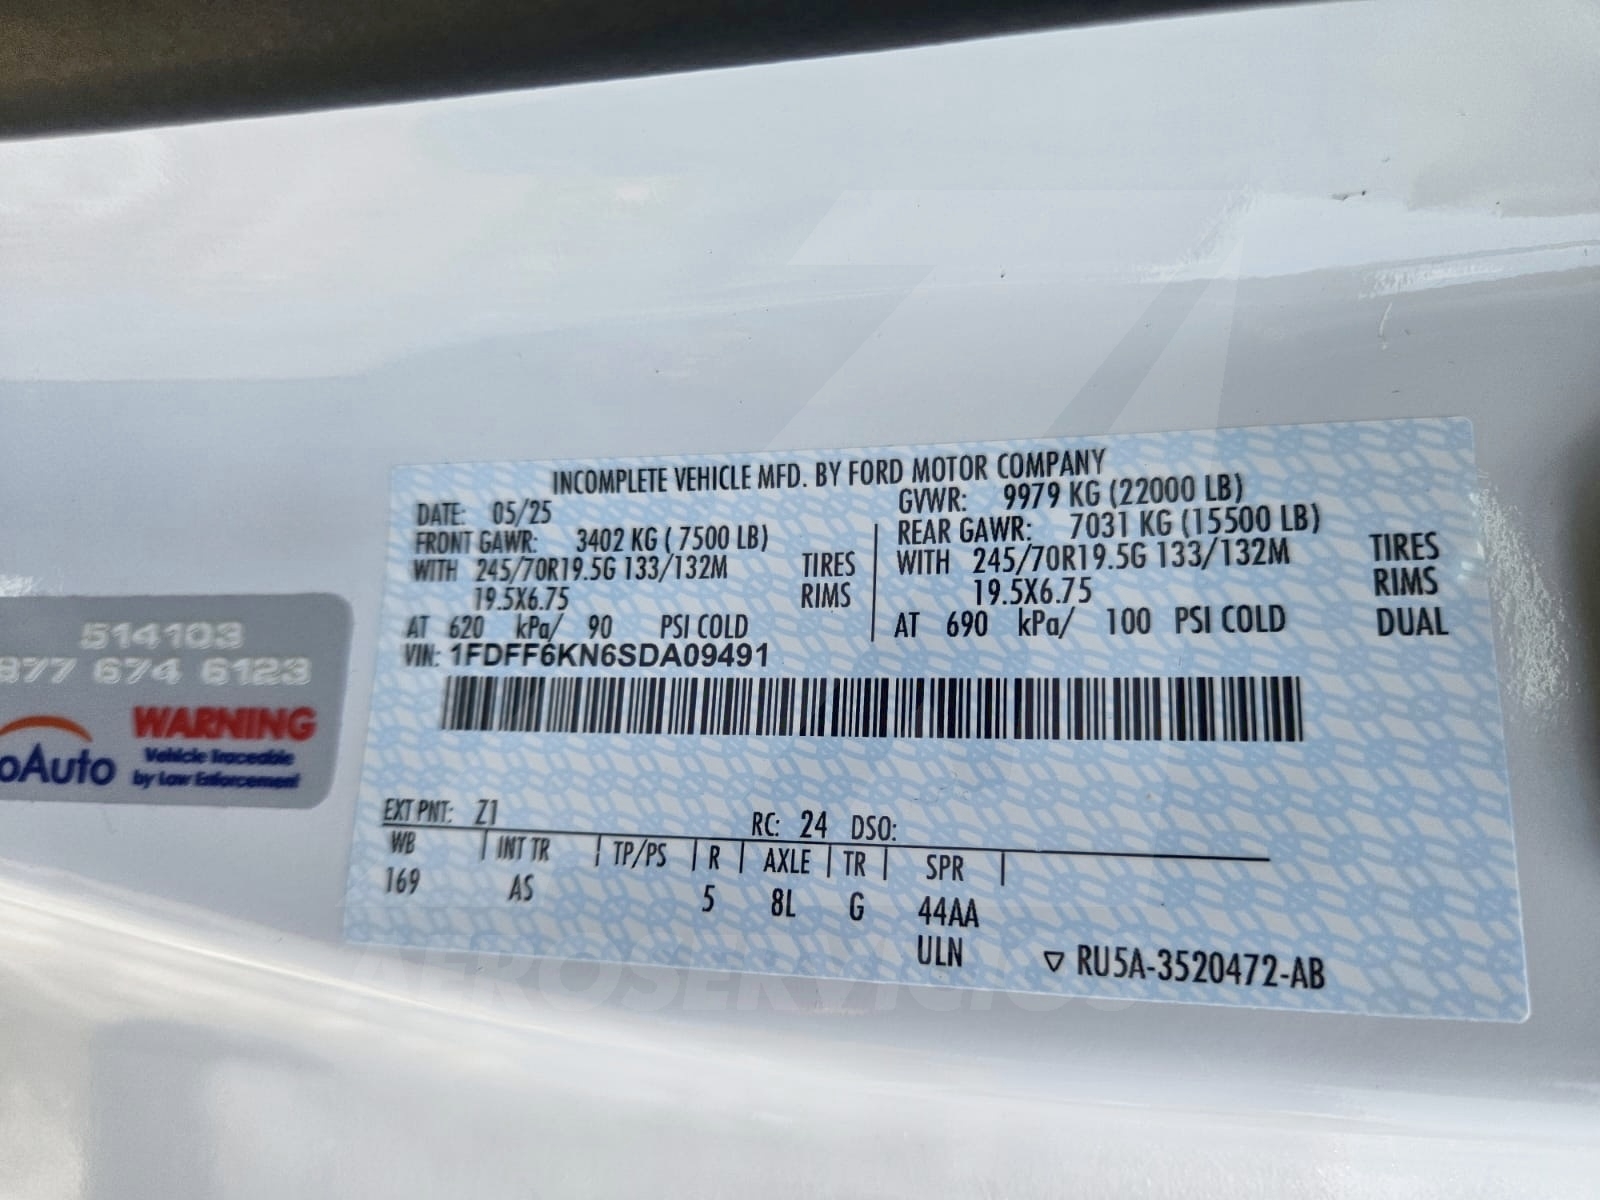 INCOMPLETE VEHICLE MFD. BY FORD MOTOR COMPANY
DATE: 05/25
GVWR: 9979 KG (22000 LB)
FRONT GAWR: 3402 KG ( 7500 LB)
REAR GAWR: 7031 KG (15500 LB)
WITH 245/70R19.5G 133/132M TIRES
WITH 245/70R19.5G 133/132M TIRES
19.5X6.75 RIMS
19.5X6.75 RIMS
AT 620 kPa/ 90 PSI COLD
AT 690 kPa/ 100 PSI COLD DUAL
VIN: 1FDFF6KN6SDA09491
EXT PNT: Z1 RC: 24 DSO:
WB | INT TR | TP/PS | R | AXLE | TR | SPR |
169 AS 5 8L G 44AA
ULN ▽ RU5A-3520472-AB
514103
877 674 6123
WARNING
oAuto
Vehicle Traceable
by Law Enforcement
AEROSERVICIOS